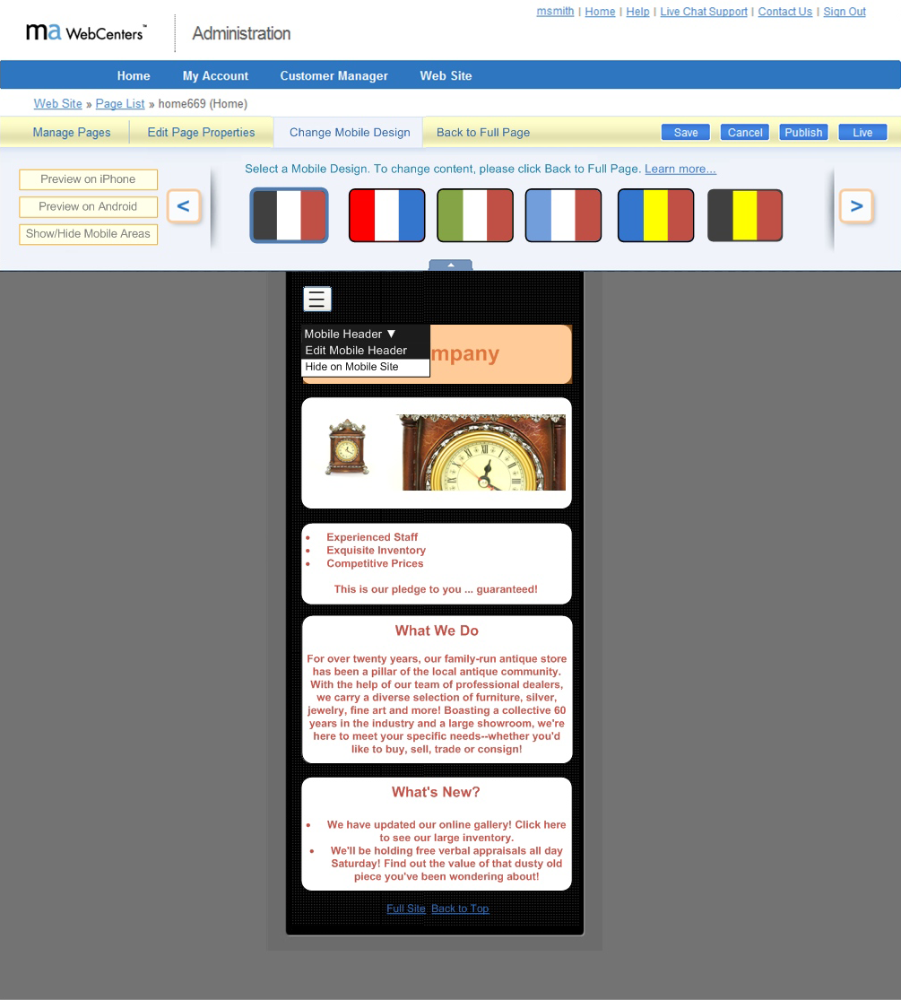 msmith | Home | Help | Live Chat Support | Contact Us | Sign Out
ma WebCenters™ Administration
Home My Account Customer Manager Web Site
Web Site » Page List » home669 (Home)
Manage Pages Edit Page Properties Change Mobile Design Back to Full Page Save Cancel Publish Live
Select a Mobile Design. To change content, please click Back to Full Page. Learn more...
Preview on iPhone
Preview on Android
Show/Hide Mobile Areas
< >
Mobile Header ▼
Edit Mobile Header
Hide on Mobile Site
mpany
• Experienced Staff
• Exquisite Inventory
• Competitive Prices
This is our pledge to you ... guaranteed!
What We Do
For over twenty years, our family-run antique store
has been a pillar of the local antique community.
With the help of our team of professional dealers,
we carry a diverse selection of furniture, silver,
jewelry, fine art and more! Boasting a collective 60
years in the industry and a large showroom, we're
here to meet your specific needs--whether you'd
like to buy, sell, trade or consign!
What's New?
• We have updated our online gallery! Click here
to see our large inventory.
• We'll be holding free verbal appraisals all day
Saturday! Find out the value of that dusty old
piece you've been wondering about!
Full Site Back to Top